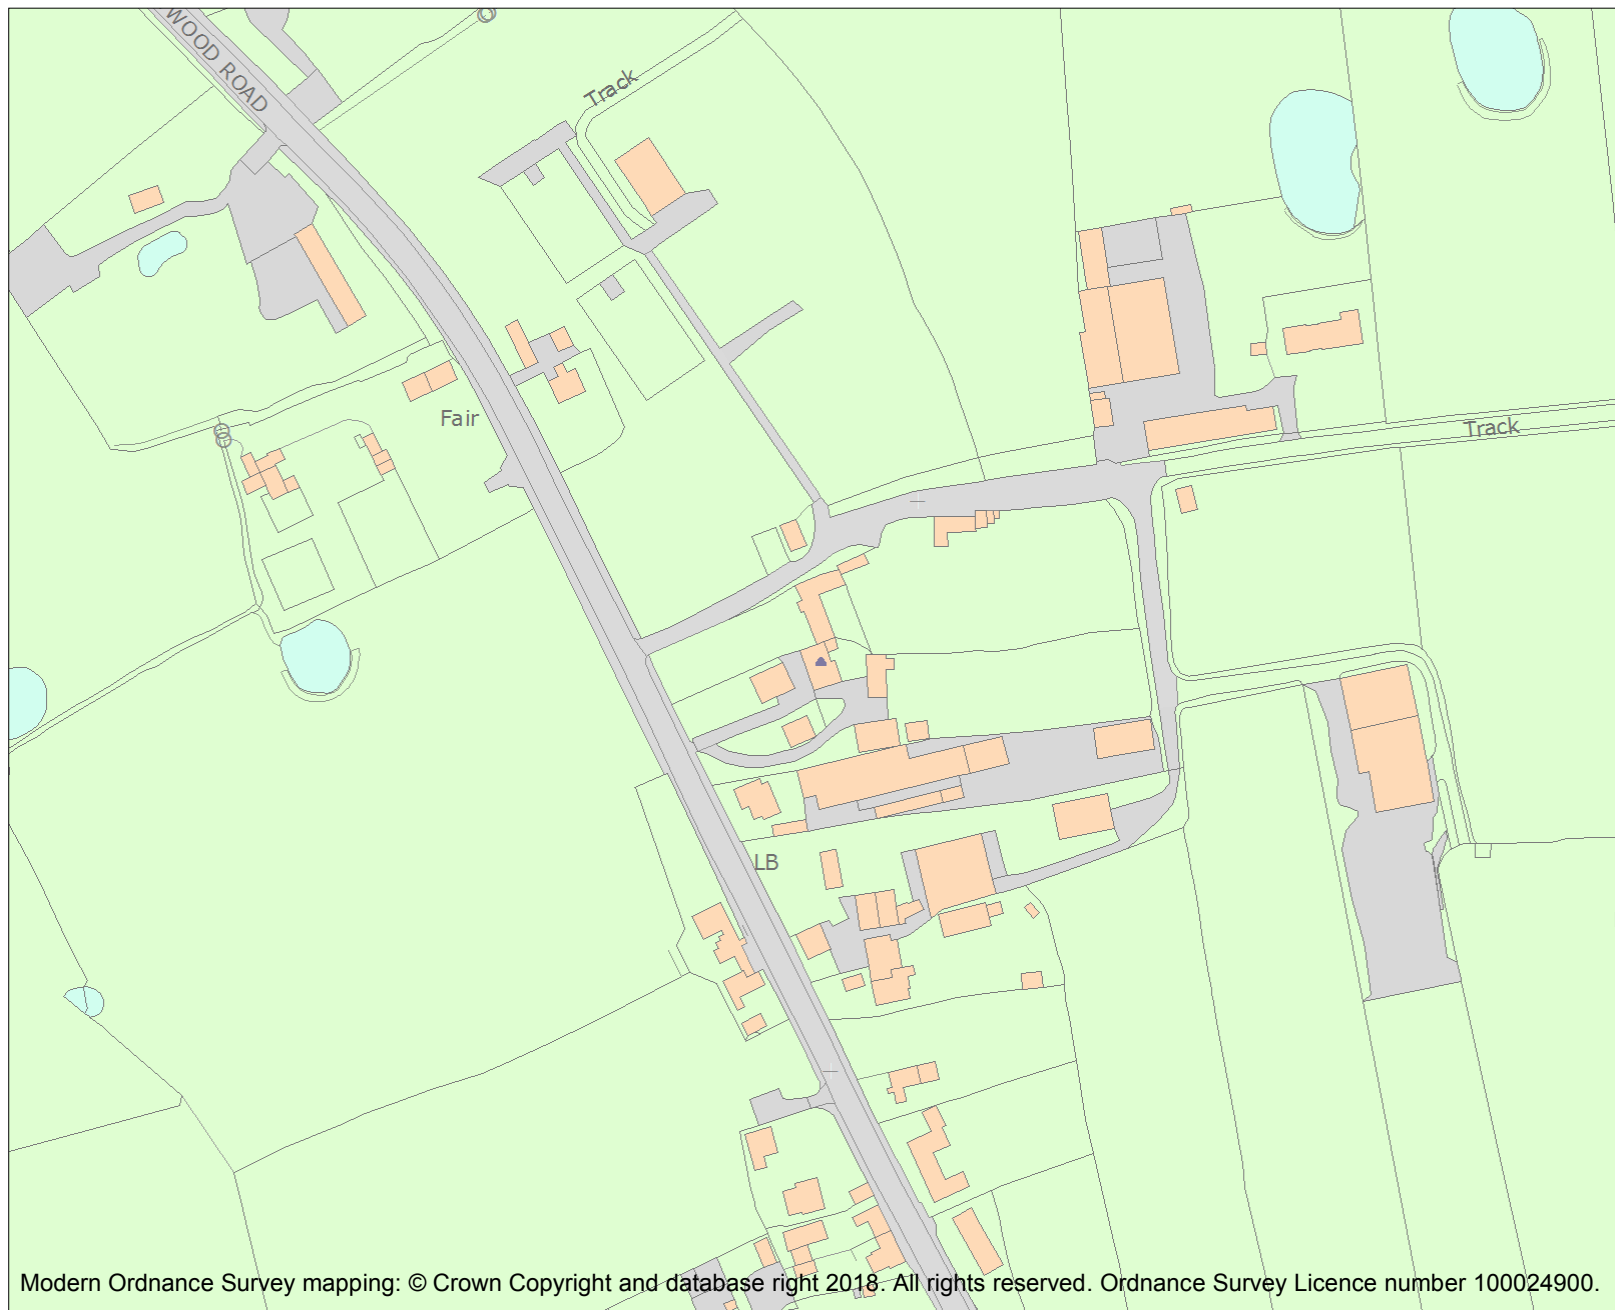 WOOD ROAD
Track
Fair
Track
LB
Modern Ordnance Survey mapping: © Crown Copyright and database right 2018. All rights reserved. Ordnance Survey Licence number 100024900.